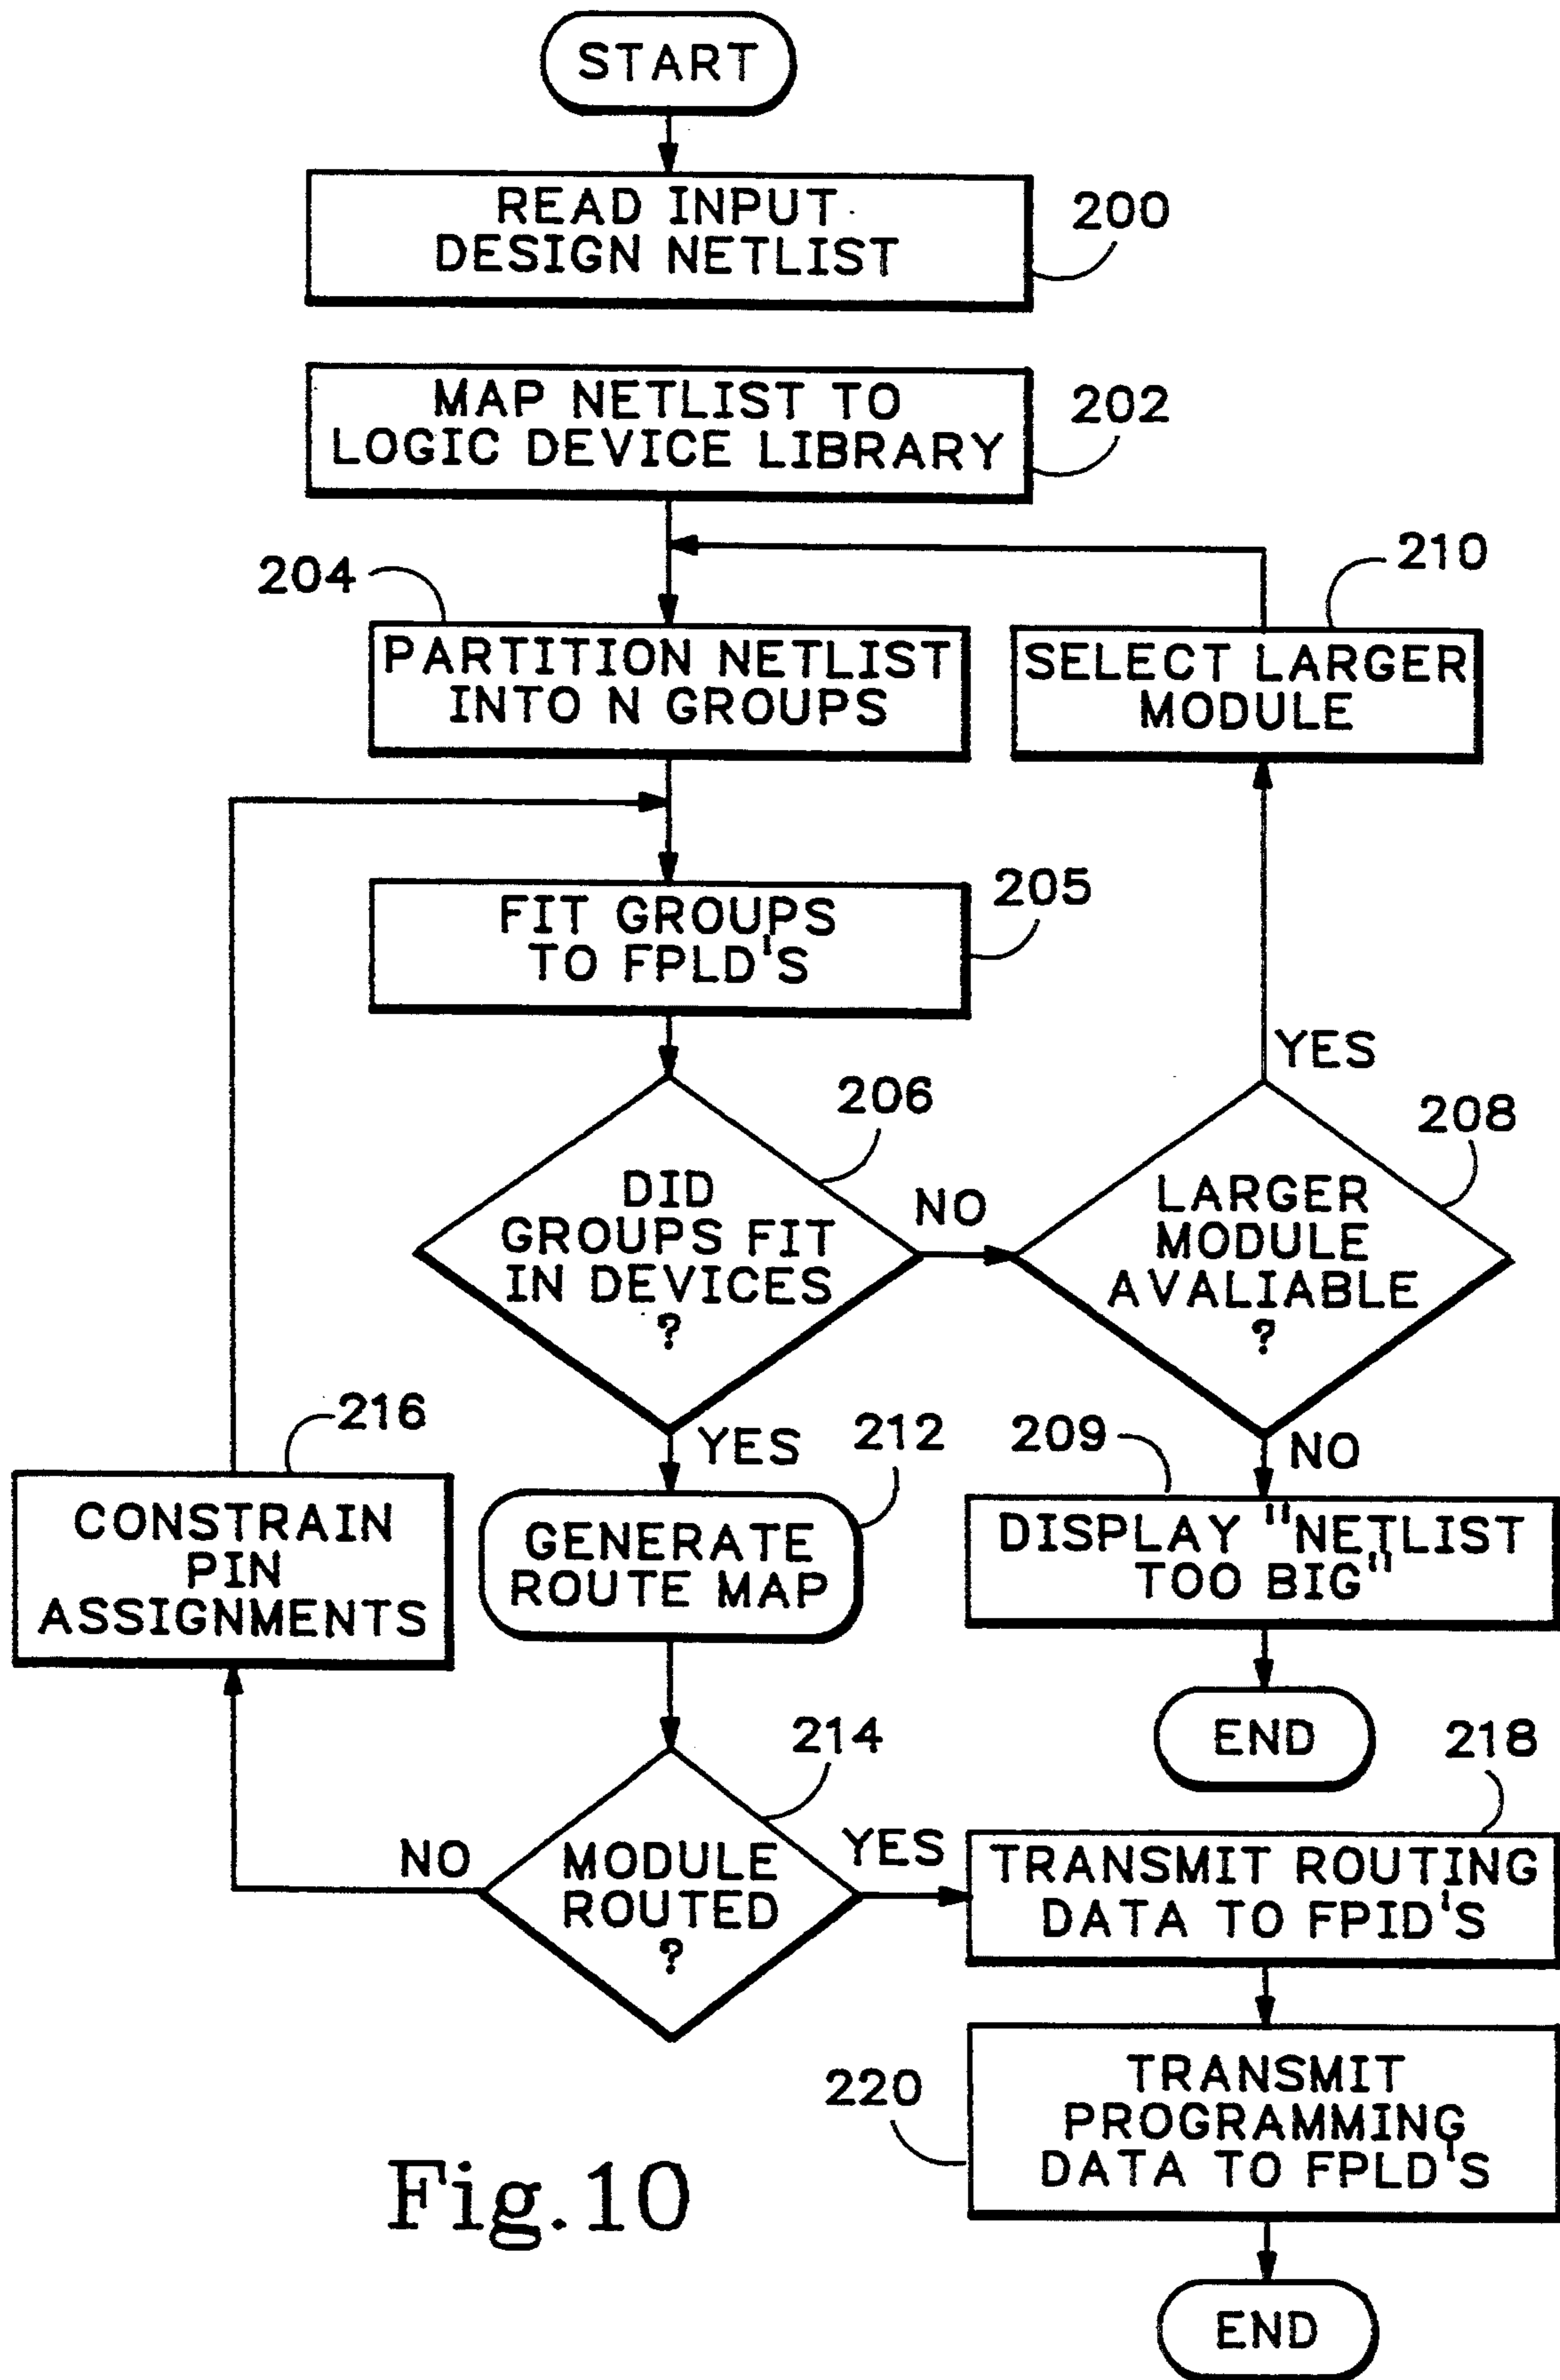 START
READ INPUT
DESIGN NETLIST
200
MAP NETLIST TO
LOGIC DEVICE LIBRARY
202
204
PARTITION NETLIST
INTO N GROUPS
210
SELECT LARGER
MODULE
FIT GROUPS
TO FPLD'S
205
YES
206
DID
GROUPS FIT
IN DEVICES
?
NO
208
LARGER
MODULE
AVALIABLE
?
216
CONSTRAIN
PIN
ASSIGNMENTS
YES
212
GENERATE
ROUTE MAP
209
NO
DISPLAY "NETLIST
TOO BIG"
END
214
NO
MODULE
ROUTED
?
YES
218
TRANSMIT ROUTING
DATA TO FPID'S
220
TRANSMIT
PROGRAMMING
DATA TO FPLD'S
END
Fig.10